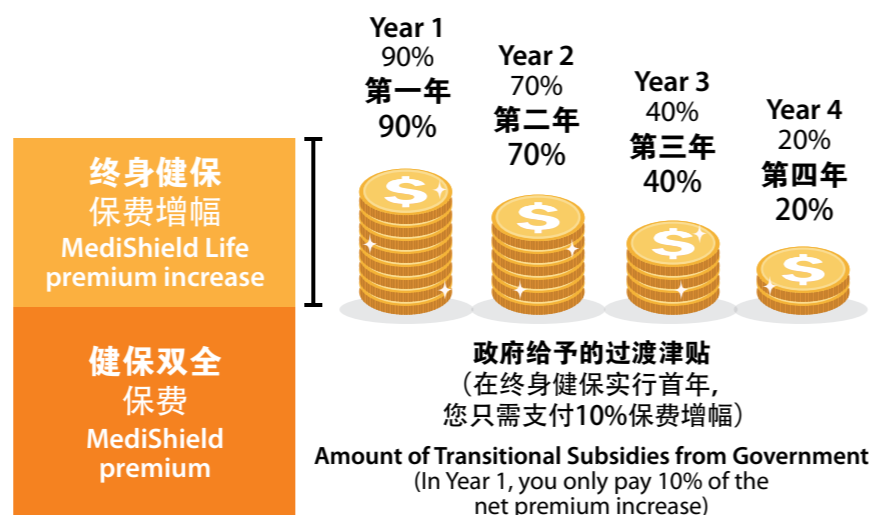 Year 1
90%
第一年
90%
Year 2
70%
第二年
70%
Year 3
40%
第三年
40%
Year 4
20%
第四年
20%
终身健保
保费增幅
MediShield Life
premium increase
健保双全
保费
MediShield
premium
政府给予的过渡津贴
（在终身健保实行首年,
您只需支付10%保费增幅）
Amount of Transitional Subsidies from Government
(In Year 1, you only pay 10% of the
net premium increase)